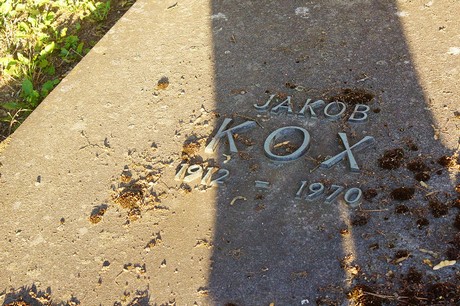 JAKOB
KOX
1912 = 1970